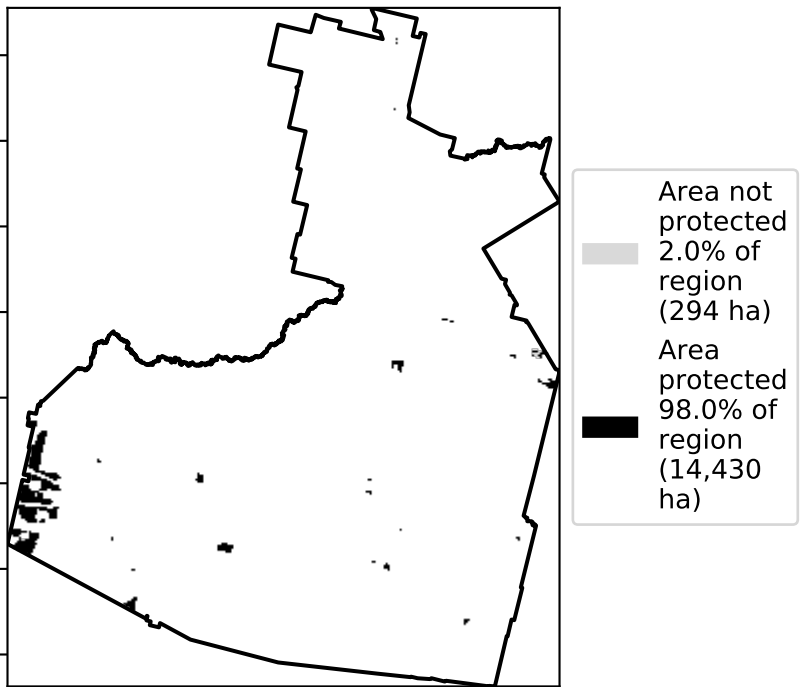 Area not
protected
2.0% of
region
(294 ha)
Area
protected
98.0% of
region
(14,430
ha)